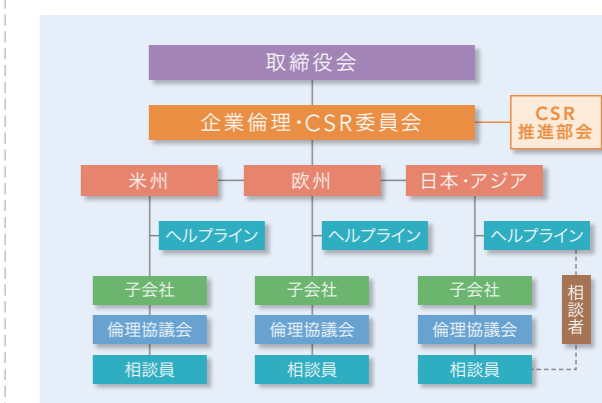 取締役会
企業倫理・CSR委員会
CSR
推進部会
米州
欧州
日本・アジア
ヘルプライン
ヘルプライン
ヘルプライン
子会社
子会社
子会社
相談者
倫理協議会
倫理協議会
倫理協議会
相談員
相談員
相談員